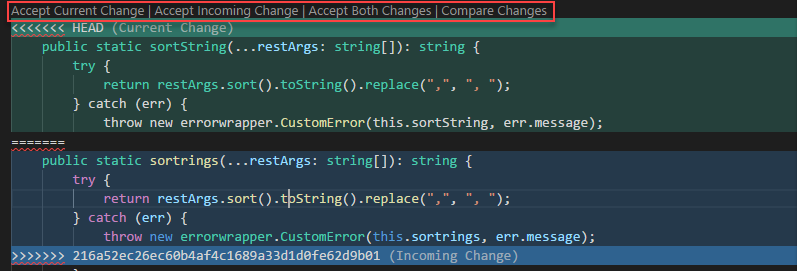 Accept Current Change | Accept Incoming Change | Accept Both Changes | Compare Changes
<<<<<<< HEAD (Current Change)
    public static sortString(...restArgs: string[]): string {
        try {
            return restArgs.sort().toString().replace(",", ", ");
        } catch (err) {
            throw new errorwrapper.CustomError(this.sortString, err.message);
=======
    public static sortrings(...restArgs: string[]): string {
        try {
            return restArgs.sort().toString().replace(",", ", ");
        } catch (err) {
            throw new errorwrapper.CustomError(this.sortrings, err.message);
>>>>>>> 216a52ec26ec60b4af4c1689a33d1d0fe62d9b01 (Incoming Change)
        }